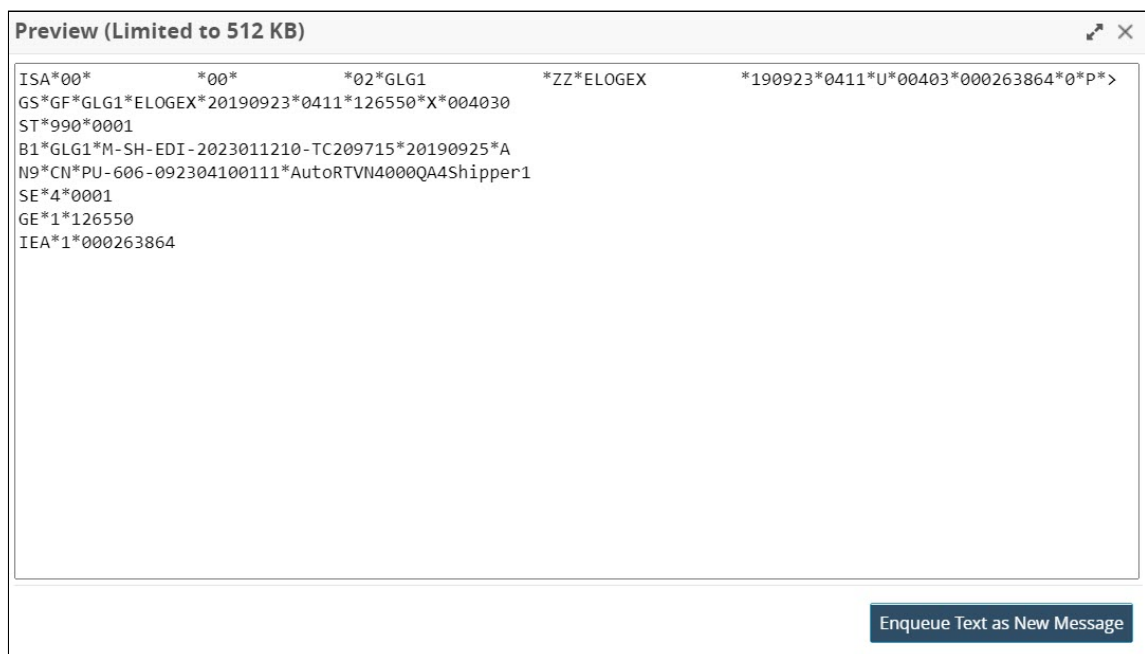 Preview (Limited to 512 KB)
ISA*00*          *00*          *02*GLG1           *ZZ*ELOGEX         *190923*0411*U*00403*000263864*0*P*>
GS*GF*GLG1*ELOGEX*20190923*0411*126550*X*004030
ST*990*0001
B1*GLG1*M-SH-EDI-2023011210-TC209715*20190925*A
N9*CN*PU-606-092304100111*AutoRTVN4000QA4Shipper1
SE*4*0001
GE*1*126550
IEA*1*000263864
Enqueue Text as New Message